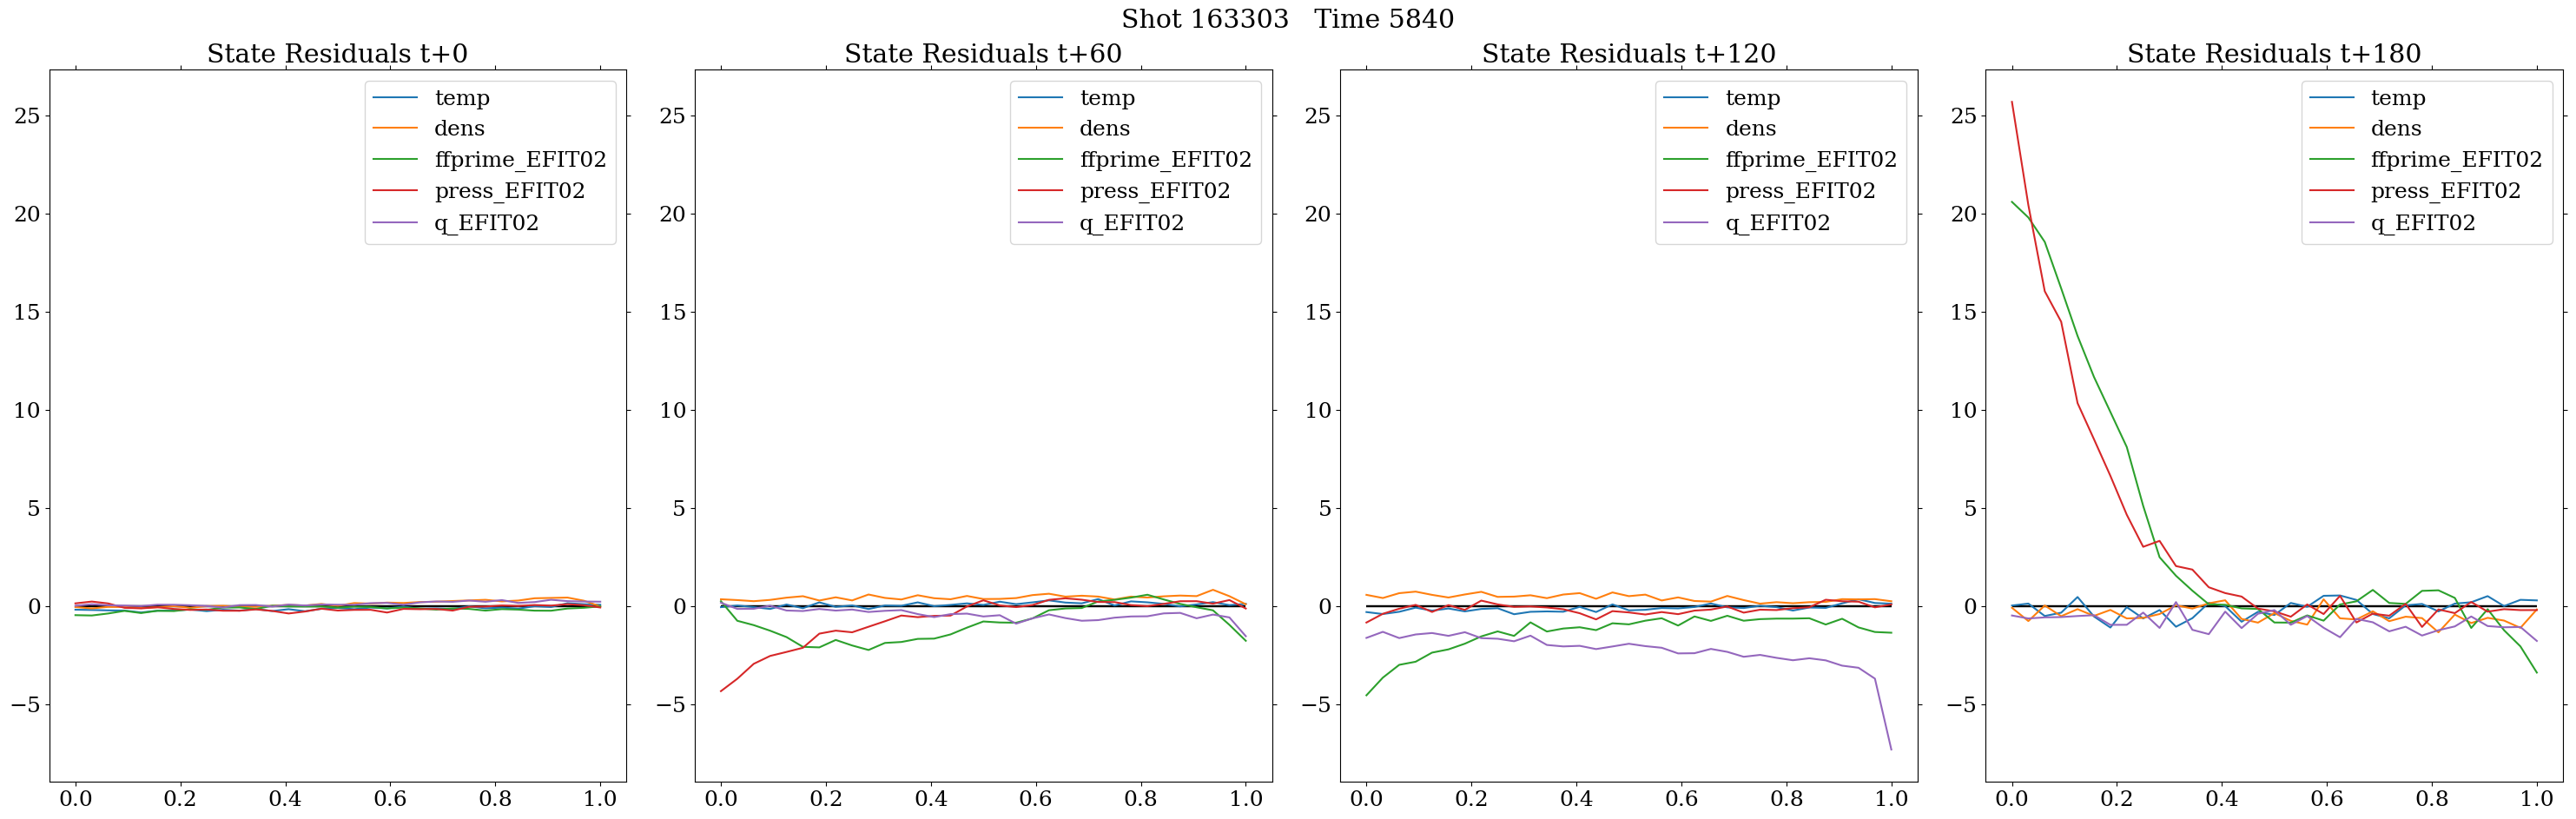 Shot 163303   Time 5840
State Residuals t+0
25
20
15
10
5
0
−5
0.0 0.2 0.4 0.6 0.8 1.0
temp
dens
ffprime_EFIT02
press_EFIT02
q_EFIT02
State Residuals t+60
25
20
15
10
5
0
−5
0.0 0.2 0.4 0.6 0.8 1.0
temp
dens
ffprime_EFIT02
press_EFIT02
q_EFIT02
State Residuals t+120
25
20
15
10
5
0
−5
0.0 0.2 0.4 0.6 0.8 1.0
temp
dens
ffprime_EFIT02
press_EFIT02
q_EFIT02
State Residuals t+180
25
20
15
10
5
0
−5
0.0 0.2 0.4 0.6 0.8 1.0
temp
dens
ffprime_EFIT02
press_EFIT02
q_EFIT02